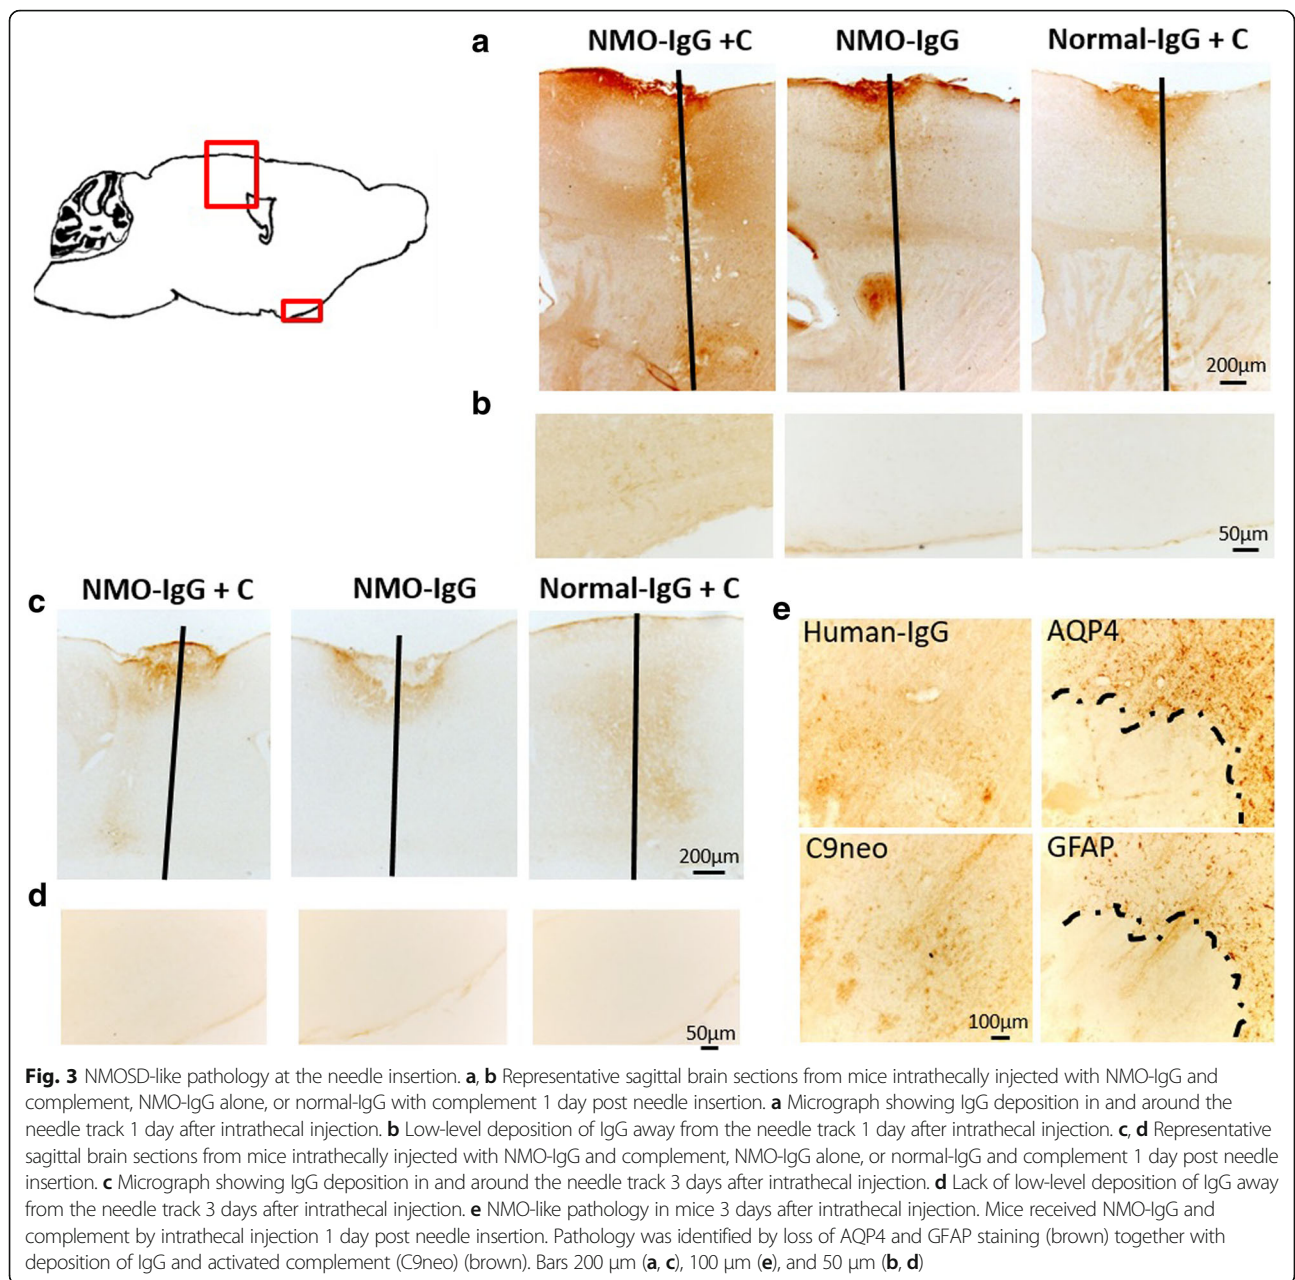 a
NMO-IgG +C
NMO-IgG
Normal-IgG + C
200µm
b
50µm
c
NMO-IgG + C
NMO-IgG
Normal-IgG + C
200µm
d
50µm
e
Human-IgG
AQP4
C9neo
GFAP
100µm
Fig. 3 NMOSD-like pathology at the needle insertion. a, b Representative sagittal brain sections from mice intrathecally injected with NMO-IgG and
complement, NMO-IgG alone, or normal-IgG with complement 1 day post needle insertion. a Micrograph showing IgG deposition in and around the
needle track 1 day after intrathecal injection. b Low-level deposition of IgG away from the needle track 1 day after intrathecal injection. c, d Representative
sagittal brain sections from mice intrathecally injected with NMO-IgG and complement, NMO-IgG alone, or normal-IgG and complement 1 day post needle
insertion. c Micrograph showing IgG deposition in and around the needle track 3 days after intrathecal injection. d Lack of low-level deposition of IgG away
from the needle track 3 days after intrathecal injection. e NMO-like pathology in mice 3 days after intrathecal injection. Mice received NMO-IgG and
complement by intrathecal injection 1 day post needle insertion. Pathology was identified by loss of AQP4 and GFAP staining (brown) together with
deposition of IgG and activated complement (C9neo) (brown). Bars 200 µm (a, c), 100 µm (e), and 50 µm (b, d)